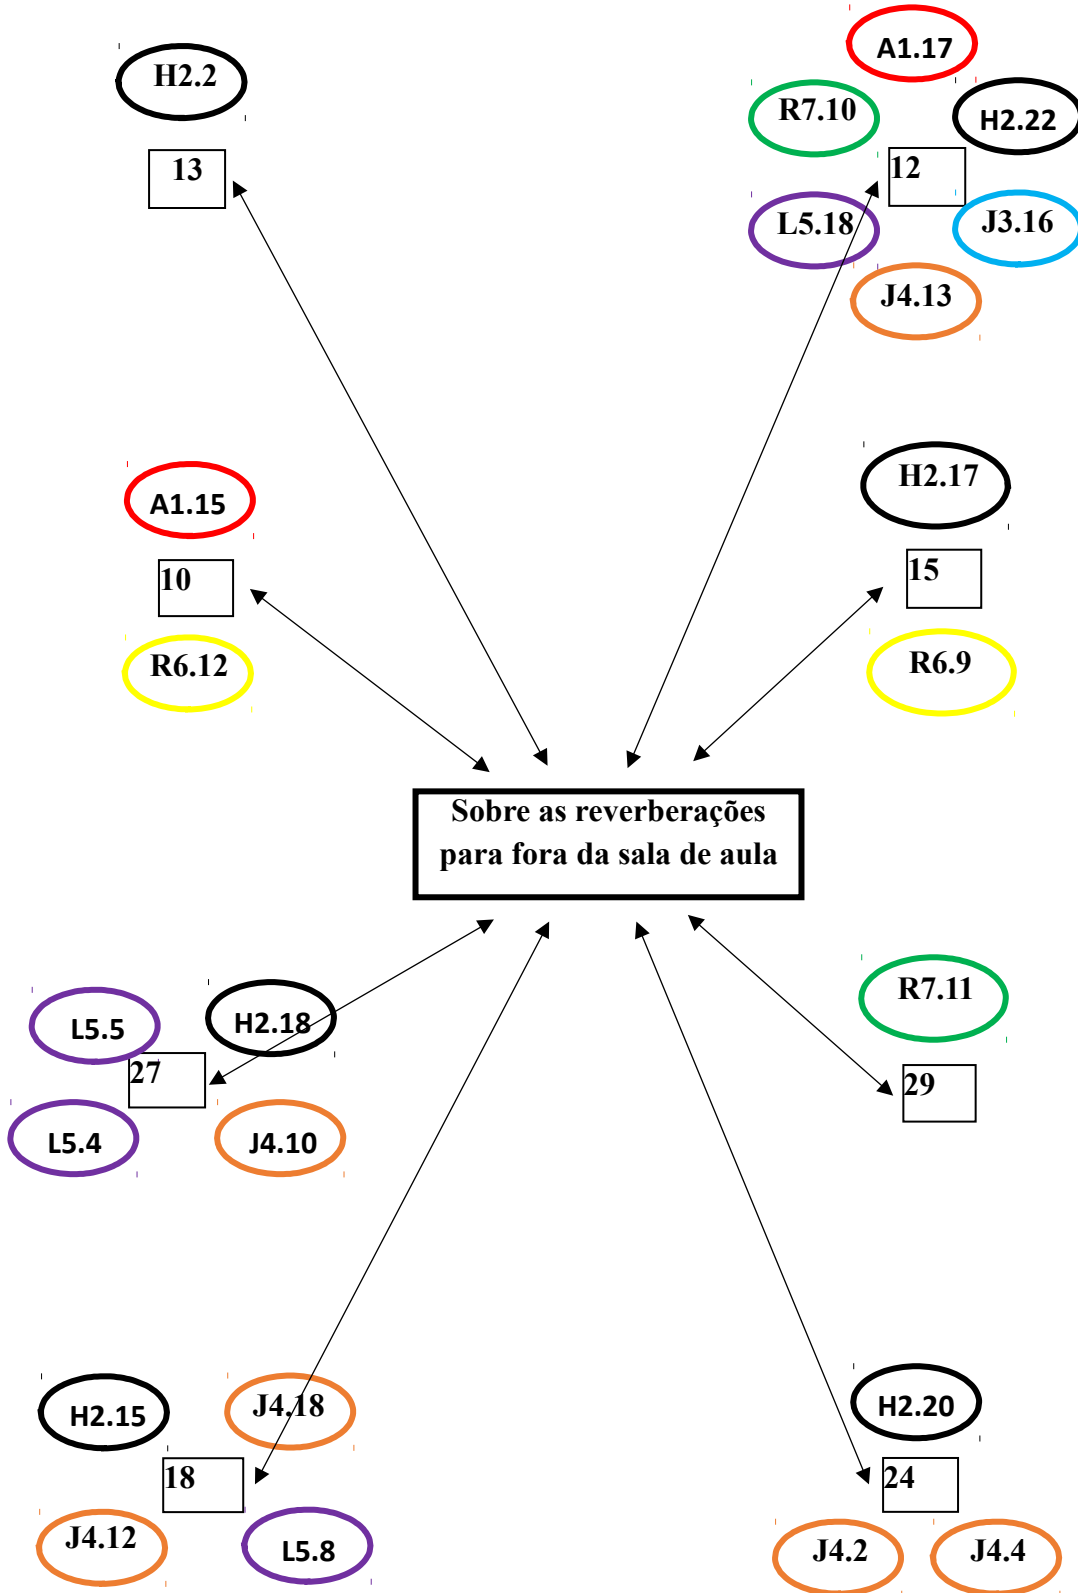 A1.17
H2.2
R7.10
H2.22
13
12
L5.18
J3.16
J4.13
H2.17
A1.15
10
15
R6.12
R6.9
Sobre as reverberações
para fora da sala de aula
R7.11
L5.5
H2.18
27
29
L5.4
J4.10
H2.15
J4.18
H2.20
18
24
J4.12
L5.8
J4.2
J4.4